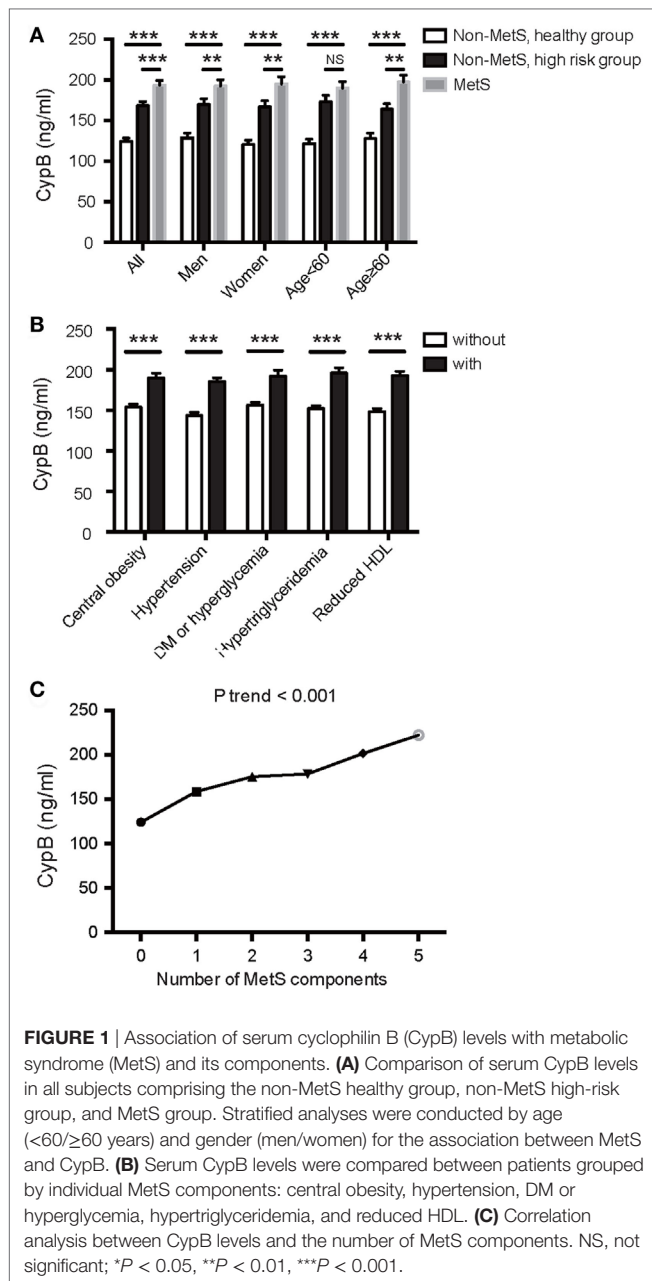 A
*** *** *** *** ***
*** ** ** NS **
Non-MetS, healthy group
Non-MetS, high risk group
MetS
CypB (ng/ml)
250
200
150
100
50
0
All
Men
Women
Age<60
Age≥60
B
*** *** *** *** ***
without
with
CypB (ng/ml)
250
200
150
100
50
0
Central obesity
Hypertension
DM or hyperglycemia
Hypertriglyceridemia
Reduced HDL
C
P trend < 0.001
CypB (ng/ml)
250
200
150
100
50
0
0 1 2 3 4 5
Number of MetS components
FIGURE 1 | Association of serum cyclophilin B (CypB) levels with metabolic
syndrome (MetS) and its components. (A) Comparison of serum CypB levels
in all subjects comprising the non-MetS healthy group, non-MetS high-risk
group, and MetS group. Stratified analyses were conducted by age
(<60/≥60 years) and gender (men/women) for the association between MetS
and CypB. (B) Serum CypB levels were compared between patients grouped
by individual MetS components: central obesity, hypertension, DM or
hyperglycemia, hypertriglyceridemia, and reduced HDL. (C) Correlation
analysis between CypB levels and the number of MetS components. NS, not
significant; *P < 0.05, **P < 0.01, ***P < 0.001.